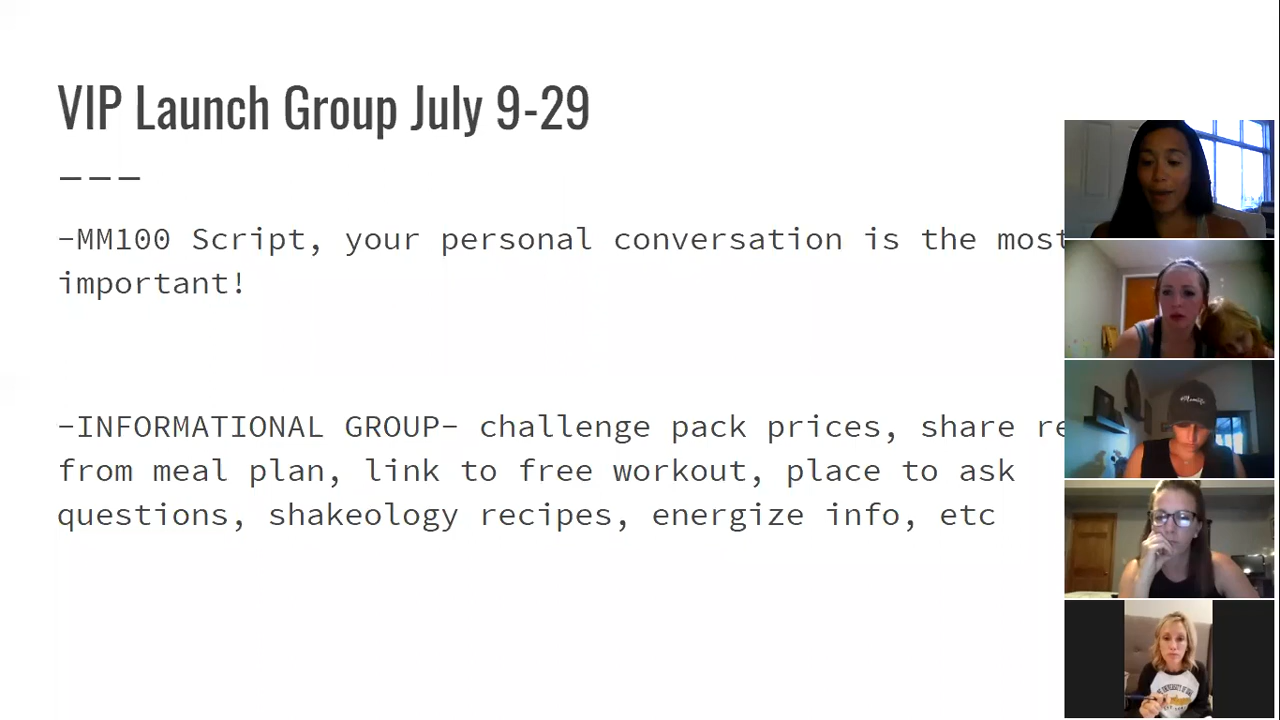 VIP Launch Group July 9-29
-MM100 Script, your personal conversation is the most
important!
-INFORMATIONAL GROUP- challenge pack prices, share
from meal plan, link to free workout, place to ask
questions, shakeology recipes, energize info, etc